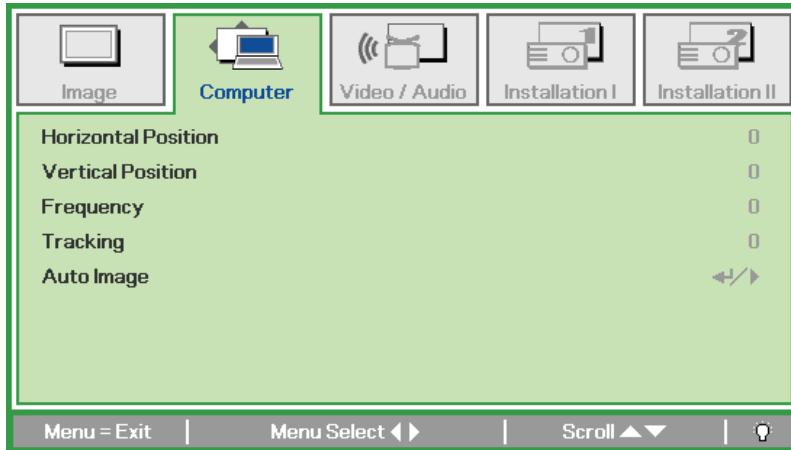 Image Computer Video / Audio Installation I Installation II
Horizontal Position 0
Vertical Position 0
Frequency 0
Tracking 0
Auto Image
Menu = Exit Menu Select Scroll